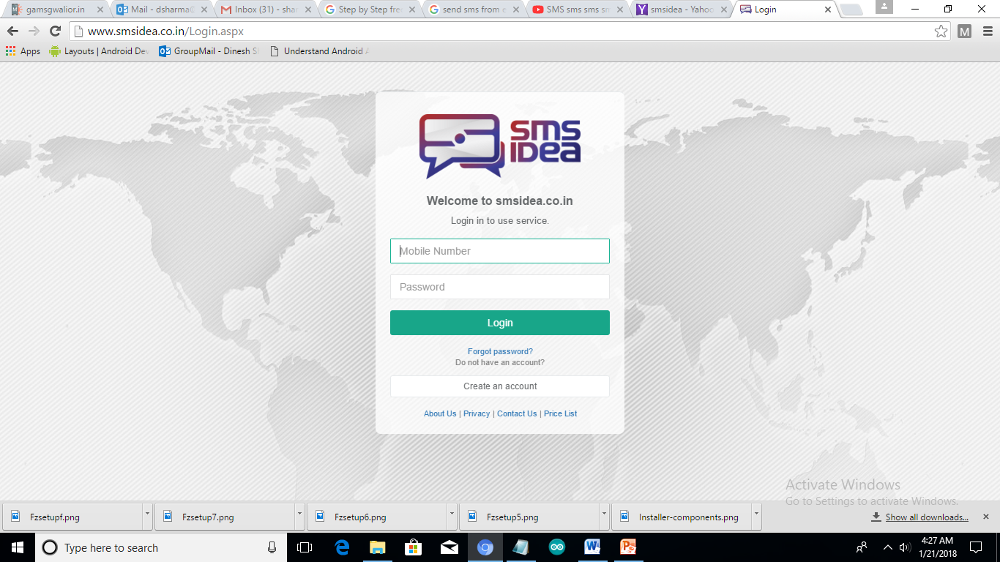 gamsgwalior.in
Mail - dsharma@
Inbox (31) - sha
Step by Step fre
send sms from e
SMS sms sms sm
smsidea - Yahoo
Login
www.smsidea.co.in/Login.aspx
M
Apps
Layouts | Android Dev
GroupMail - Dinesh S
Understand Android
sms
IDea
Welcome to smsidea.co.in
Login in to use service.
Mobile Number
Password
Login
Forgot password?
Do not have an account?
Create an account
About Us | Privacy | Contact Us | Price List
Activate Windows
Go to Settings to activate Windows.
Fzsetupf.png
Fzsetup7.png
Fzsetup6.png
Fzsetup5.png
Installer-components.png
Show all downloads...
Type here to search
4:27 AM
1/21/2018